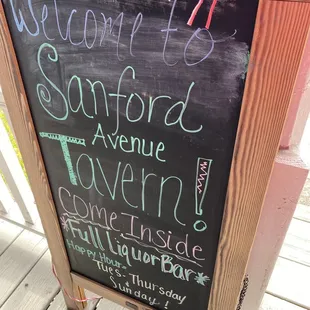 Welcome to
Sanford
Avenue
Tavern!
Come Inside
*Full Liquor Bar*
Happy Hour
Tues-Thursday
& Sunday!